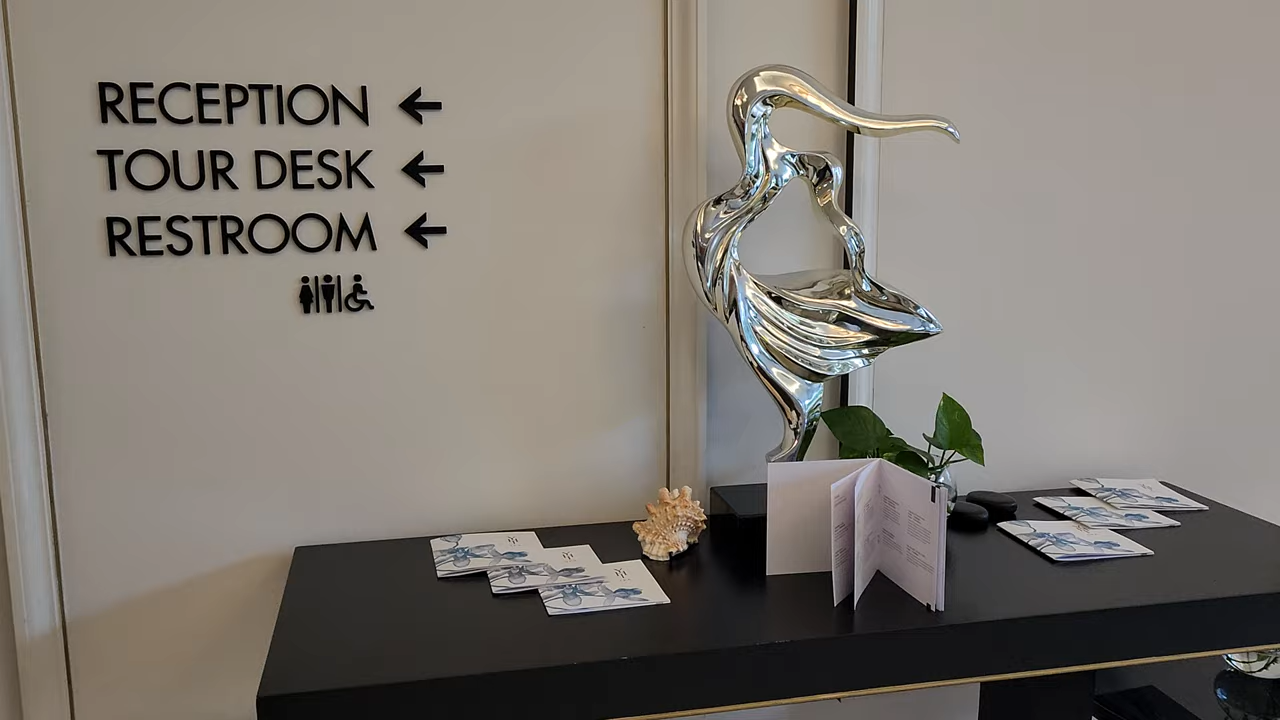 RECEPTION ←
TOUR DESK ←
RESTROOM ←